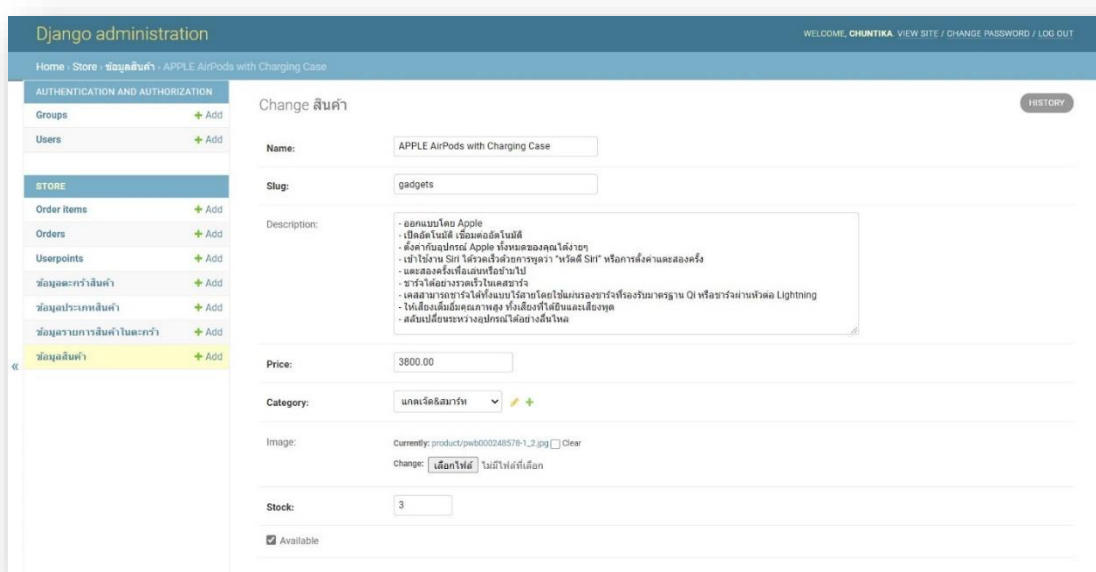 Django administration
WELCOME, CHUNTIKA. VIEW SITE / CHANGE PASSWORD / LOG OUT
Home › Store › ข้อมูลสินค้า › APPLE AirPods with Charging Case
AUTHENTICATION AND AUTHORIZATION
Groups + Add
Users + Add
STORE
Order items + Add
Orders + Add
Userpoints + Add
ข้อมูลตะกร้าสินค้า + Add
ข้อมูลประเภทสินค้า + Add
ข้อมูลรายการสินค้าในตะกร้า + Add
ข้อมูลสินค้า + Add
«
Change สินค้า
HISTORY
Name: APPLE AirPods with Charging Case
Slug: gadgets
Description:
- ออกแบบโดย Apple
- เปิดอัตโนมัติ เชื่อมต่ออัตโนมัติ
- ตั้งค่ากับอุปกรณ์ Apple ทั้งหมดของคุณได้ง่ายๆ
- เข้าใช้งาน Siri ได้รวดเร็วด้วยการพูดว่า "หวัดดี Siri" หรือการตั้งค่าแตะสองครั้ง
- แตะสองครั้งเพื่อเล่นหรือข้ามไป
- ชาร์จได้อย่างรวดเร็วในเคสชาร์จ
- เคสสามารถชาร์จได้ทั้งแบบไร้สายโดยใช้แผ่นรองชาร์จที่รองรับมาตรฐาน Qi หรือชาร์จผ่านหัวต่อ Lightning
- ให้เสียงเต็มอิ่มคุณภาพสูง ทั้งเสียงที่ได้ยินและเสียงพูด
- สลับเปลี่ยนระหว่างอุปกรณ์ได้อย่างลื่นไหล
Price: 3800.00
Category: แกตเจ็ต&สมาร์ท
Image: Currently: product/pwb000248578-1_2.jpg Clear
Change: เลือกไฟล์ ไม่มีไฟล์ที่เลือก
Stock: 3
Available